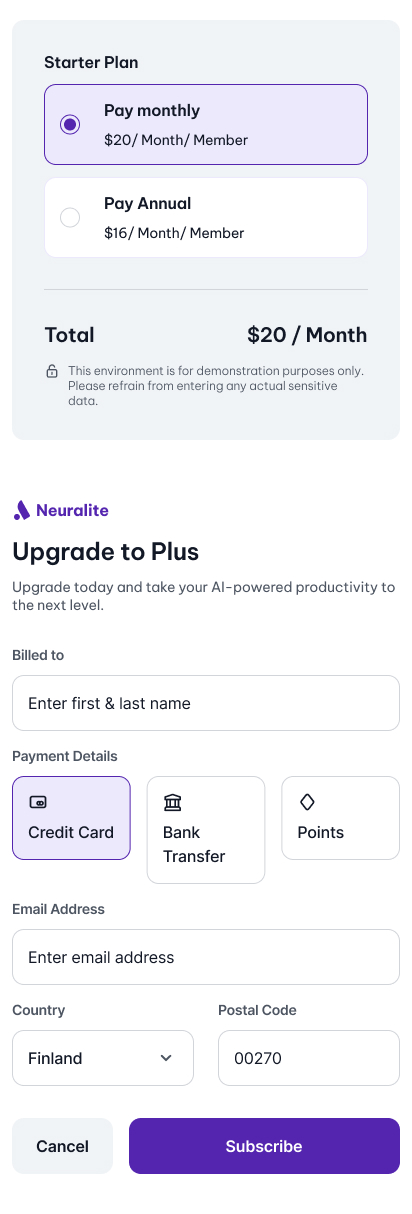 Starter Plan
Pay monthly
$20/ Month/ Member
Pay Annual
$16/ Month/ Member
Total $20 / Month
This environment is for demonstration purposes only.
Please refrain from entering any actual sensitive
data.
Neuralite
Upgrade to Plus
Upgrade today and take your AI-powered productivity to
the next level.
Billed to
Enter first & last name
Payment Details
Credit Card
Bank
Transfer
Points
Email Address
Enter email address
Country
Finland
Postal Code
00270
Cancel
Subscribe